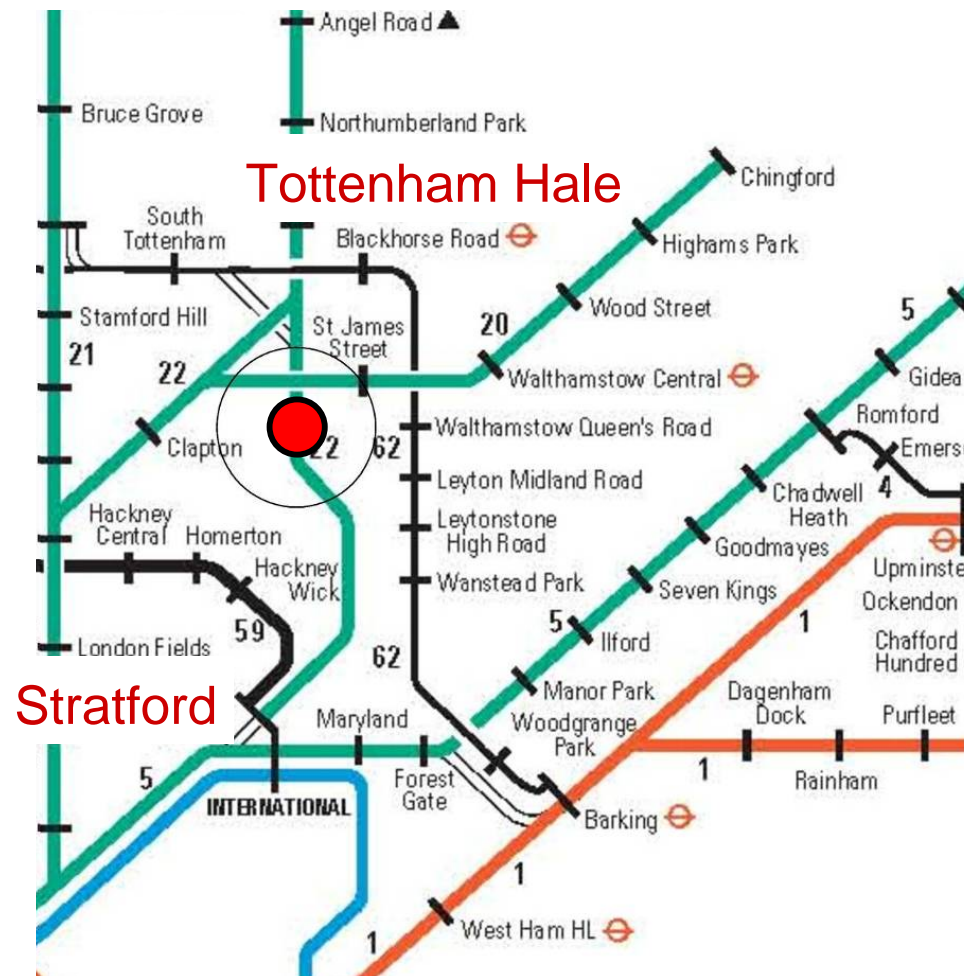 Angel Road
Bruce Grove
Northumberland Park
Tottenham Hale
Chingford
South
Tottenham
Blackhorse Road
Highams Park
Stamford Hill
St James
Street
20
Wood Street
5
21
22
Walthamstow Central
Gidea
Clapton
22
62
Walthamstow Queen's Road
Romford
Emers
Leyton Midland Road
4
Chadwell
Heath
Hackney
Central
Homerton
Leytonstone
High Road
Goodmayes
Hackney
Wick
Wanstead Park
Seven Kings
Upminste
Ockendon
59
5
Ilford
1
Chafford
Hundred
London Fields
62
Manor Park
Stratford
Maryland
Woodgrange
Park
Dagenham
Dock
Purfleet
5
INTERNATIONAL
Forest
Gate
1
Rainham
Barking
1
West Ham HL
1